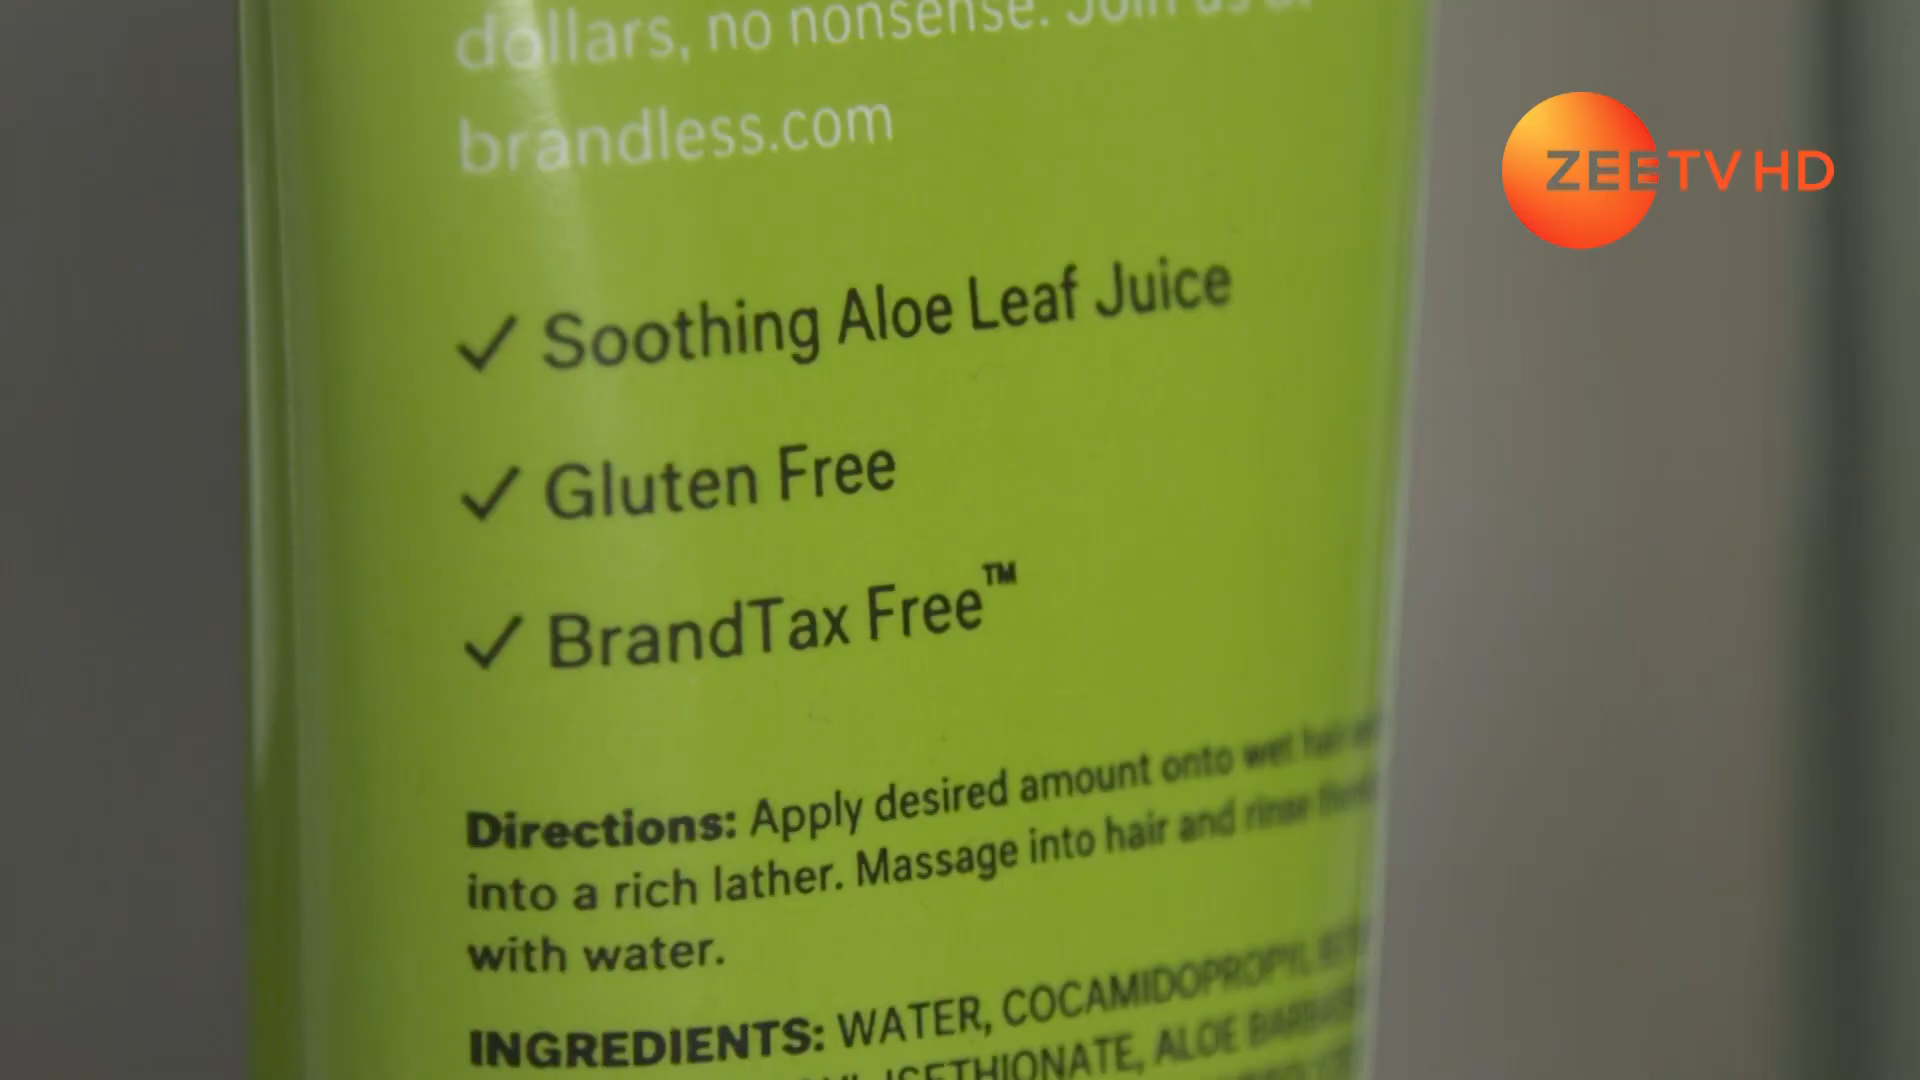 dollars, no nonsense. Join us at
brandless.com
ZEE TV HD
✓ Soothing Aloe Leaf Juice
✓ Gluten Free
✓ BrandTax Free™
Directions: Apply desired amount onto wet hair
into a rich lather. Massage into hair and rinse
with water.
INGREDIENTS: WATER, COCAMIDOPROPYL
ISETHIONATE, ALOE